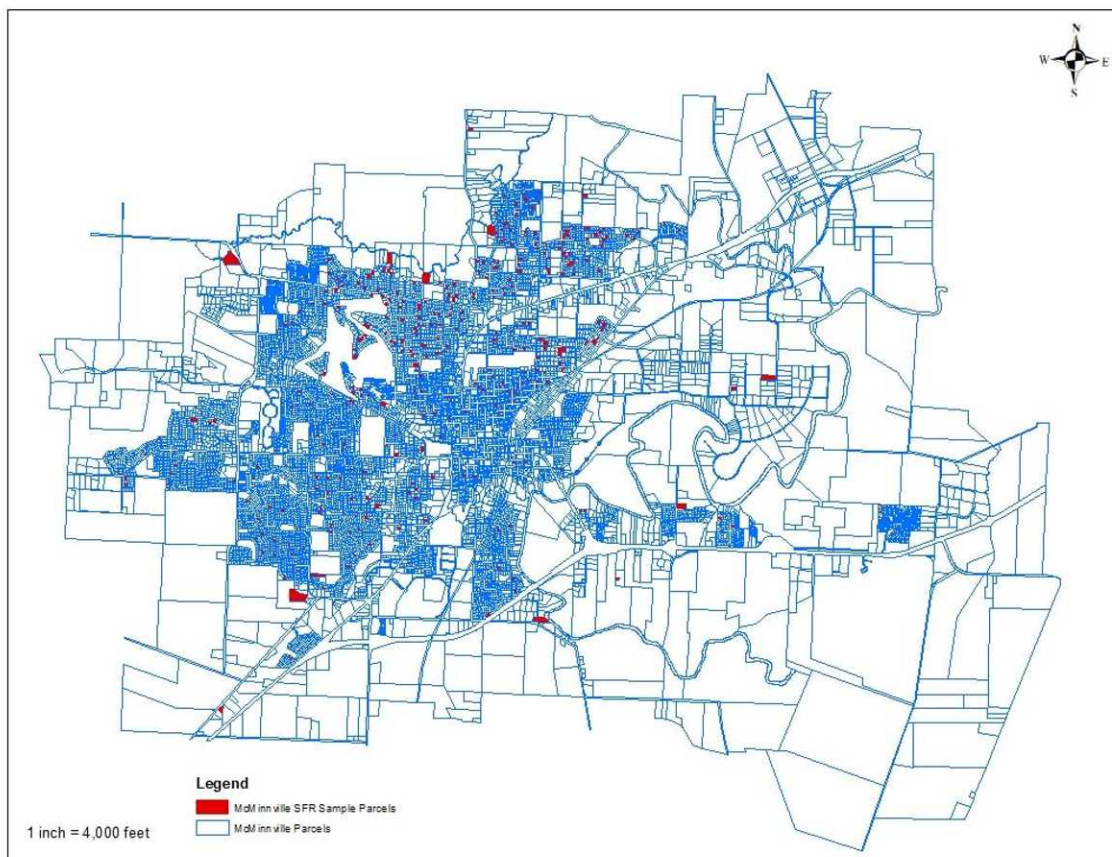 N
W E
S
Legend
McMinnville SFR Sample Parcels
McMinnville Parcels
1 inch = 4,000 feet